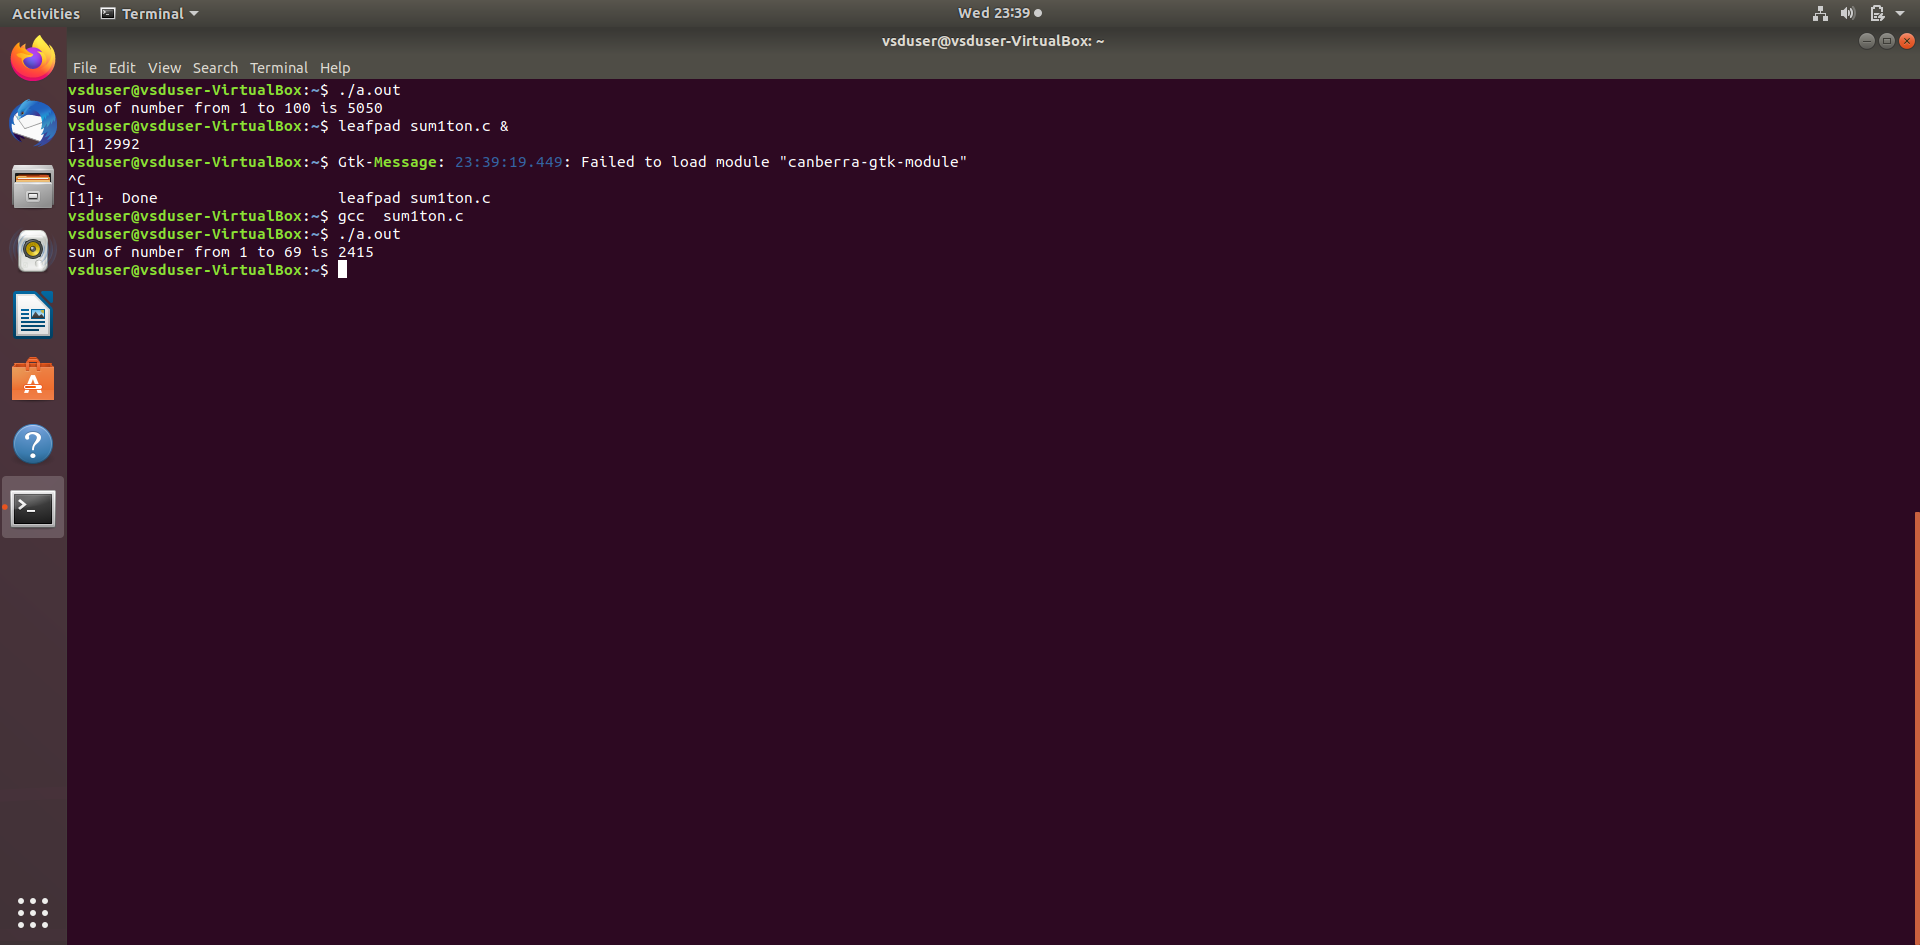 Activities Terminal Wed 23:39
vsduser@vsduser-VirtualBox: ~
File Edit View Search Terminal Help
vsduser@vsduser-VirtualBox:~$ ./a.out
sum of number from 1 to 100 is 5050
vsduser@vsduser-VirtualBox:~$ leafpad sum1ton.c &
[1] 2992
vsduser@vsduser-VirtualBox:~$ Gtk-Message: 23:39:19.449: Failed to load module "canberra-gtk-module"
^C
[1]+  Done                    leafpad sum1ton.c
vsduser@vsduser-VirtualBox:~$ gcc  sum1ton.c
vsduser@vsduser-VirtualBox:~$ ./a.out
sum of number from 1 to 69 is 2415
vsduser@vsduser-VirtualBox:~$